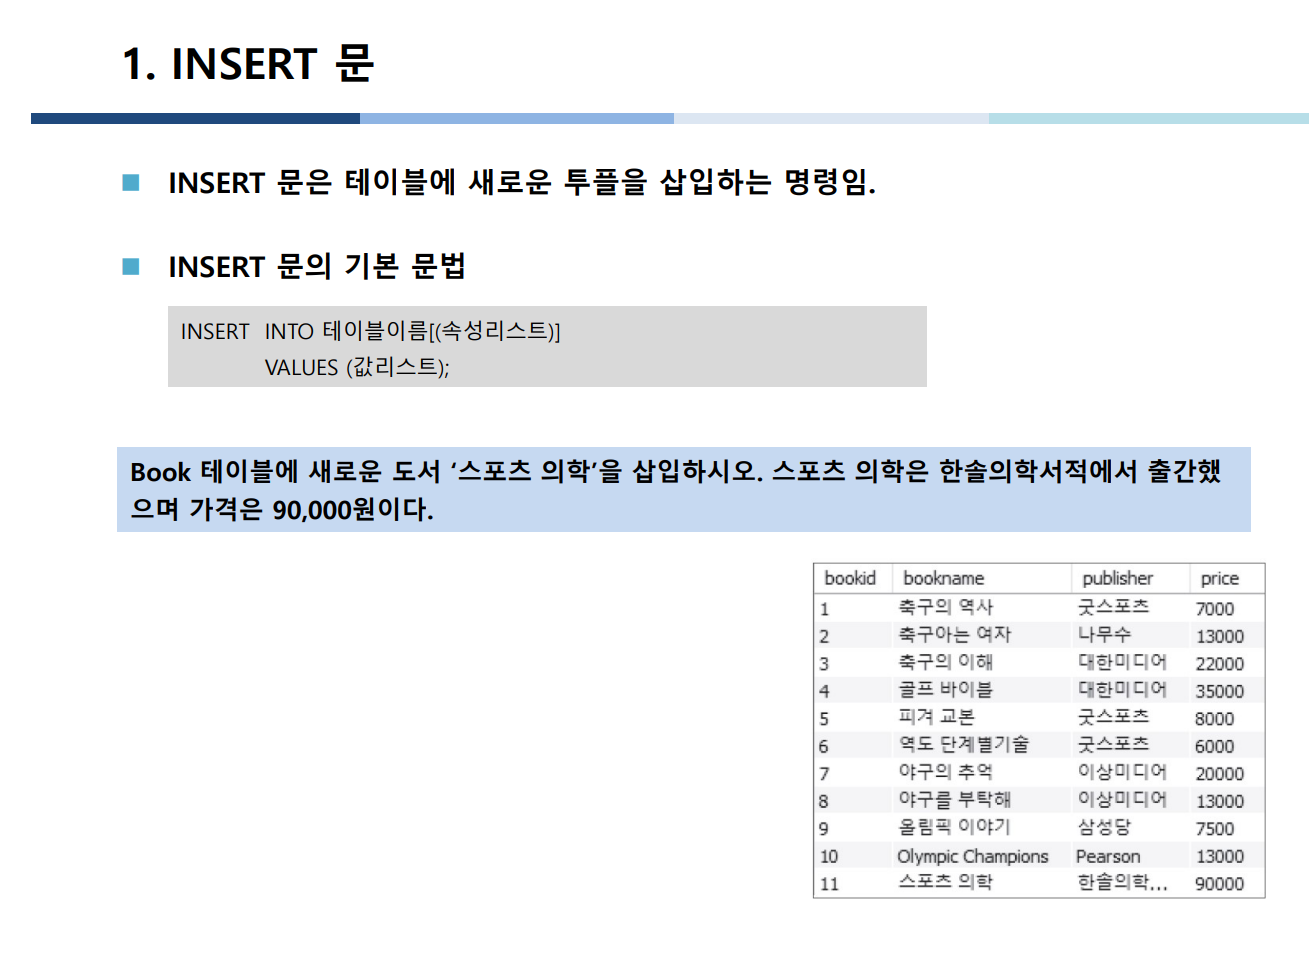 1. INSERT 문
INSERT 문은 테이블에 새로운 투플을 삽입하는 명령임.
INSERT 문의 기본 문법
INSERT INTO 테이블이름[(속성리스트)]
VALUES (값리스트);
Book 테이블에 새로운 도서 ‘스포츠 의학’을 삽입하시오. 스포츠 의학은 한솔의학서적에서 출간했
으며 가격은 90,000원이다.
bookid bookname publisher price
1 축구의 역사 굿스포츠 7000
2 축구아는 여자 나무수 13000
3 축구의 이해 대한미디어 22000
4 골프 바이블 대한미디어 35000
5 피겨 교본 굿스포츠 8000
6 역도 단계별기술 굿스포츠 6000
7 야구의 추억 이상미디어 20000
8 야구를 부탁해 이상미디어 13000
9 올림픽 이야기 삼성당 7500
10 Olympic Champions Pearson 13000
11 스포츠 의학 한솔의학... 90000